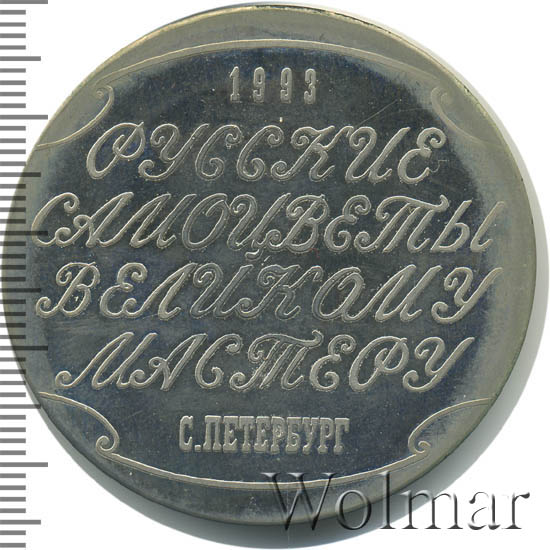 1993
РУССКИЕ
САМОЦВЕТЫ
ВЕЛИКОМУ
МАСТЕРУ
С.ПЕТЕРБУРГ
Wolmar